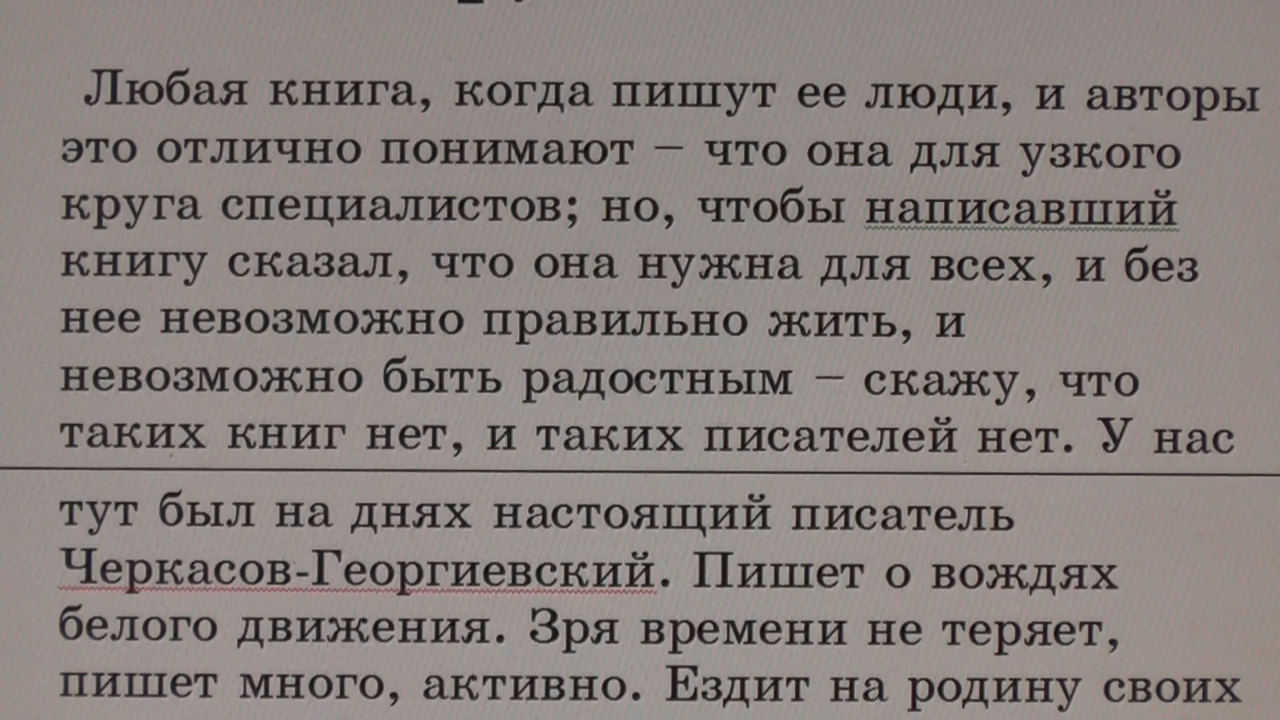 Любая книга, когда пишут ее люди, и авторы
это отлично понимают – что она для узкого
круга специалистов; но, чтобы написавший
книгу сказал, что она нужна для всех, и без
нее невозможно правильно жить, и
невозможно быть радостным – скажу, что
таких книг нет, и таких писателей нет. У нас
тут был на днях настоящий писатель
Черкасов-Георгиевский. Пишет о вождях
белого движения. Зря времени не теряет,
пишет много, активно. Ездит на родину своих